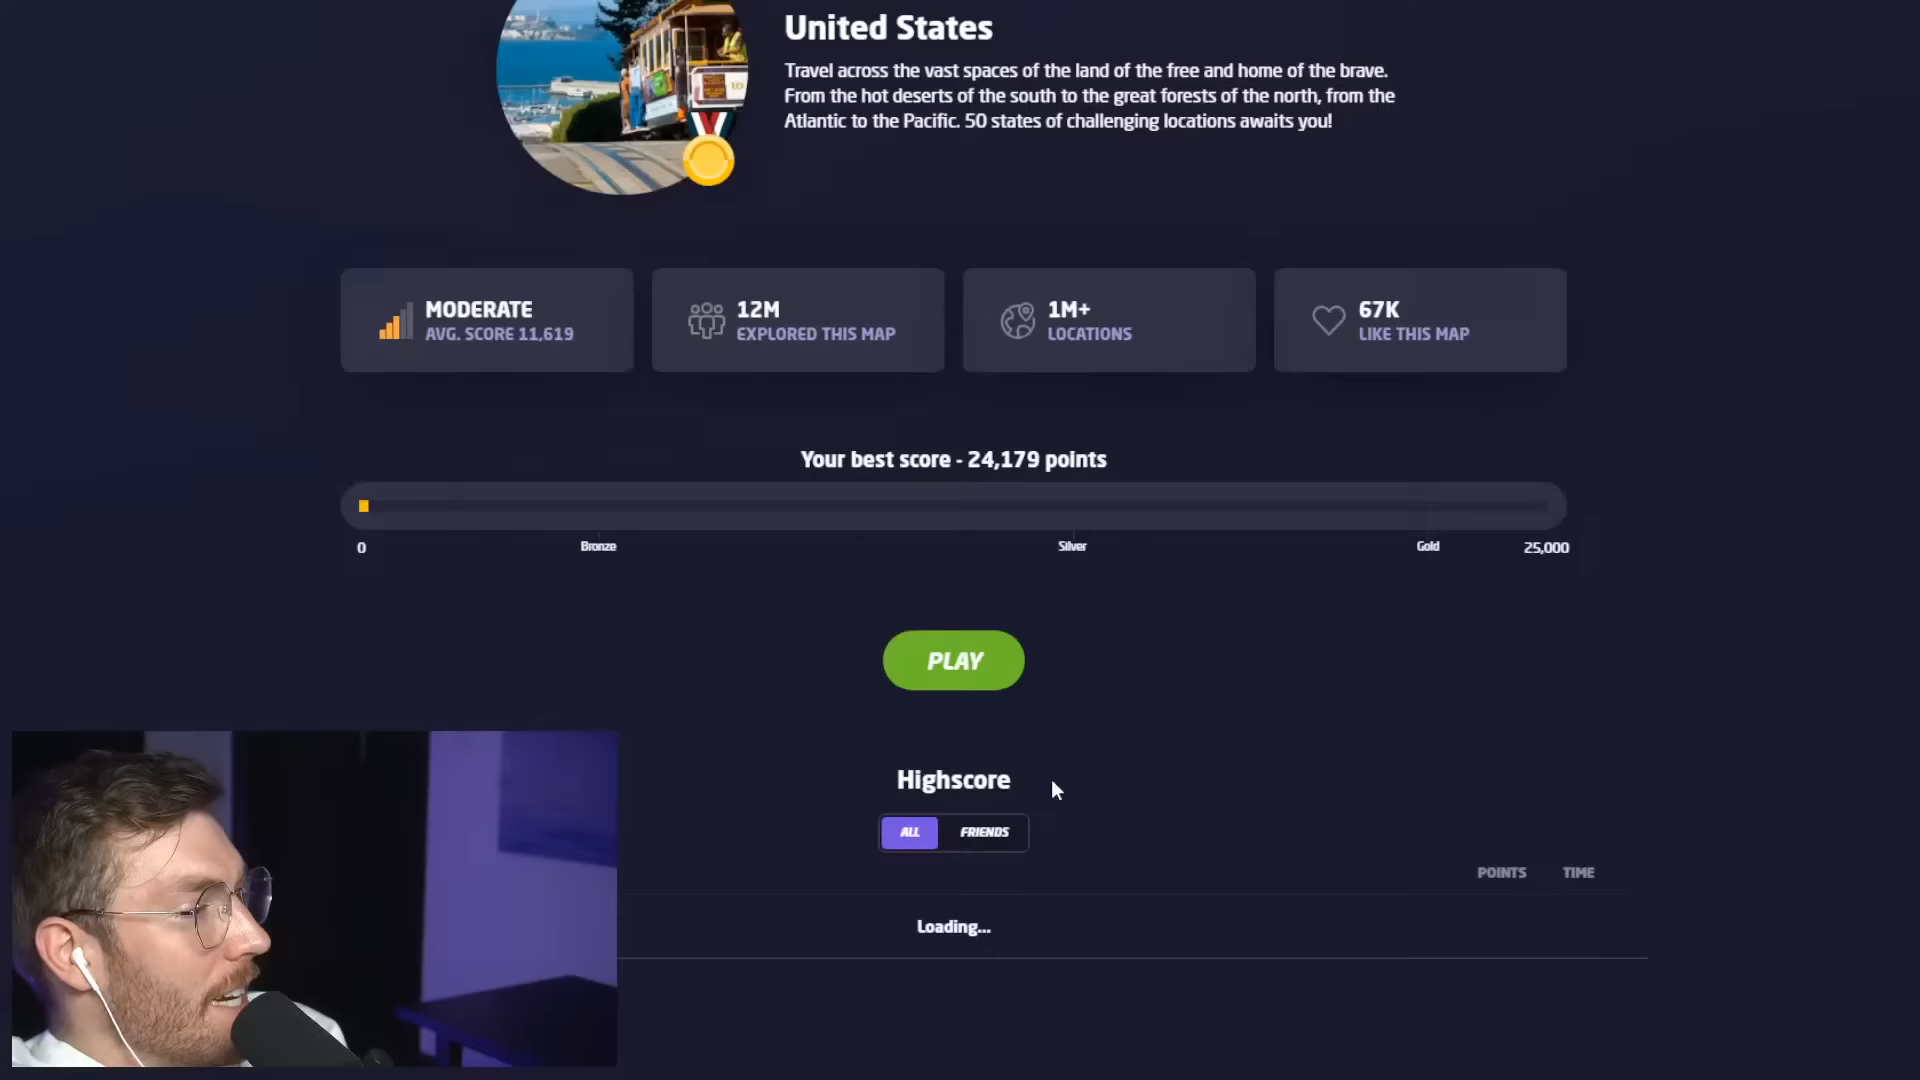 United States
Travel across the vast spaces of the land of the free and home of the brave.
From the hot deserts of the south to the great forests of the north, from the
Atlantic to the Pacific. 50 states of challenging locations awaits you!
MODERATE
AVG. SCORE 11,619
12M
EXPLORED THIS MAP
1M+
LOCATIONS
67K
LIKE THIS MAP
Your best score - 24,179 points
0
Bronze
Silver
Gold
25,000
PLAY
Highscore
ALL
FRIENDS
POINTS
TIME
Loading...